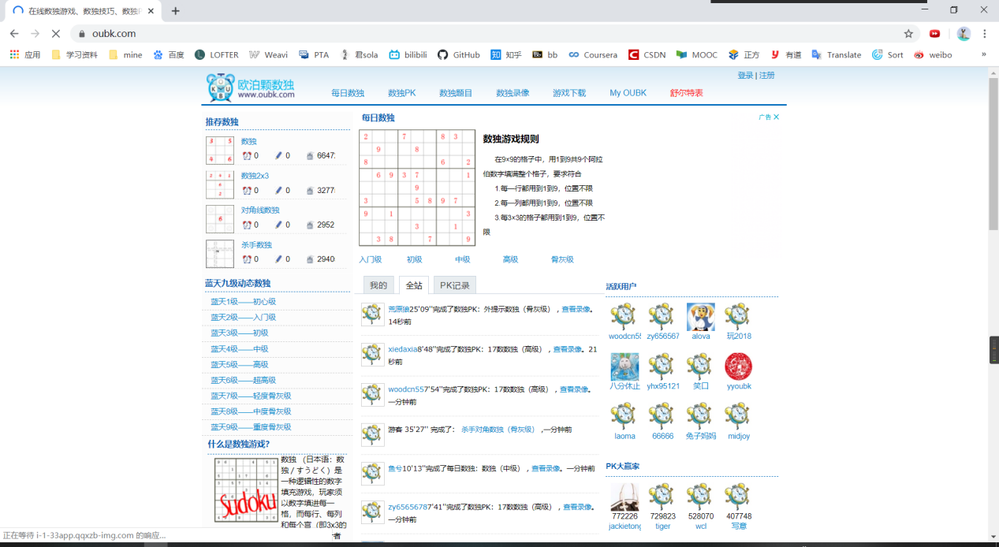 在线数独游戏、数独技巧、数独
oubk.com
应用 学习资料 mine 百度 LOFTER Weavi PTA 君sola bilibili GitHub 知乎 bb Coursera CSDN MOOC 正方 有道 Translate Sort weibo »
登录 | 注册
欧泊颗数独
www.oubk.com
每日数独 数独PK 数独题目 数独录像 游戏下载 My OUBK 舒尔特表
推荐数独
3 5
4 6
数独
0 0 6647
2 4 1
6
2
数独2x3
0 0 3277
6
对角线数独
0 0 2952
杀手数独
0 0 2940
蓝天九级动态数独
蓝天1级——初心级
蓝天2级——入门级
蓝天3级——初级
蓝天4级——中级
蓝天5级——高级
蓝天6级——超高级
蓝天7级——轻度骨灰级
蓝天8级——中度骨灰级
蓝天9级——重度骨灰级
什么是数独游戏?
Sudoku
数独 （日本语：数
独 / すうどく）是
一种逻辑性的数字
填充游戏，玩家须
以数字填进每一
格，而每行、每列
和每个宫（即3x3的
者
每日数独
广告
2 7 8 3
9 8
8 6 2
6 9 3 7 1
9
3 5 8 9 7
9 1 3
3 1
3 8 7 9
数独游戏规则
在9×9的格子中，用1到9共9个阿拉
伯数字填满整个格子，要求符合
1.每一行都用到1到9，位置不限
2.每一列都用到1到9，位置不限
3.每3×3的格子都用到1到9，位置不
限
入门级 初级 中级 高级 骨灰级
我的 全站 PK记录
荒原狼25'09''完成了数独PK：外提示数独（骨灰级），查看录像。
14秒前
xiedaxia8'48''完成了数独PK：17数数独（高级），查看录像。21
秒前
woodcn557'54''完成了数独PK：17数数独（高级），查看录像。
一分钟前
游客 35'27'' 完成了： 杀手对角数独（骨灰级） ,一分钟前
鱼兮10'13''完成了每日数独：数独（中级），查看录像。一分钟前
zy65656787'41''完成了数独PK：17数数独（高级），查看录像。
一分钟前
活跃用户
woodcn55 zy656567 alova 玩2018
八分休止 yhx95121 笑口 yyoubk
laoma 66666 兔子妈妈 midjoy
PK大赢家
772226 729823 528070 407748
jackietong tiger wcl 写意
正在等待 i-1-33app.qqxzb-img.com 的响应...